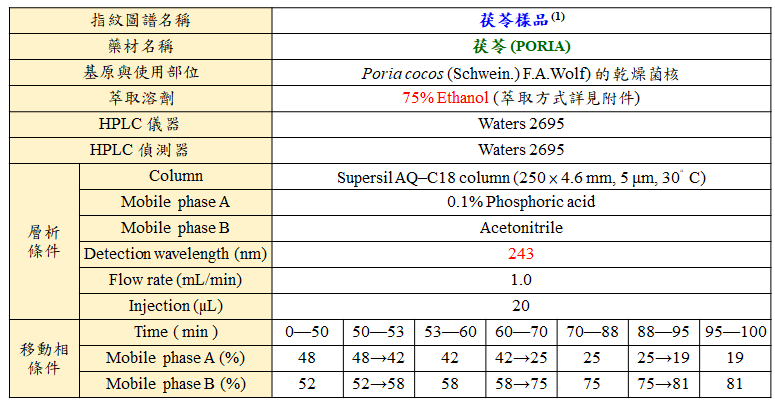 指紋圖譜名稱 茯苓樣品(1)
藥材名稱 茯苓 (PORIA)
基原與使用部位 Poria cocos (Schwein.) F.A.Wolf) 的乾燥菌核
萃取溶劑 75% Ethanol (萃取方式詳見附件)
HPLC 儀器 Waters 2695
HPLC 偵測器 Waters 2695
層析條件 Column Supersil AQ–C18 column (250 x 4.6 mm, 5 μm, 30° C)
Mobile phase A 0.1% Phosphoric acid
Mobile phase B Acetonitrile
Detection wavelength (nm) 243
Flow rate (mL/min) 1.0
Injection (μL) 20
移動相條件 Time ( min ) 0—50 50—53 53—60 60—70 70—88 88—95 95—100
Mobile phase A (%) 48 48→42 42 42→25 25 25→19 19
Mobile phase B (%) 52 52→58 58 58→75 75 75→81 81